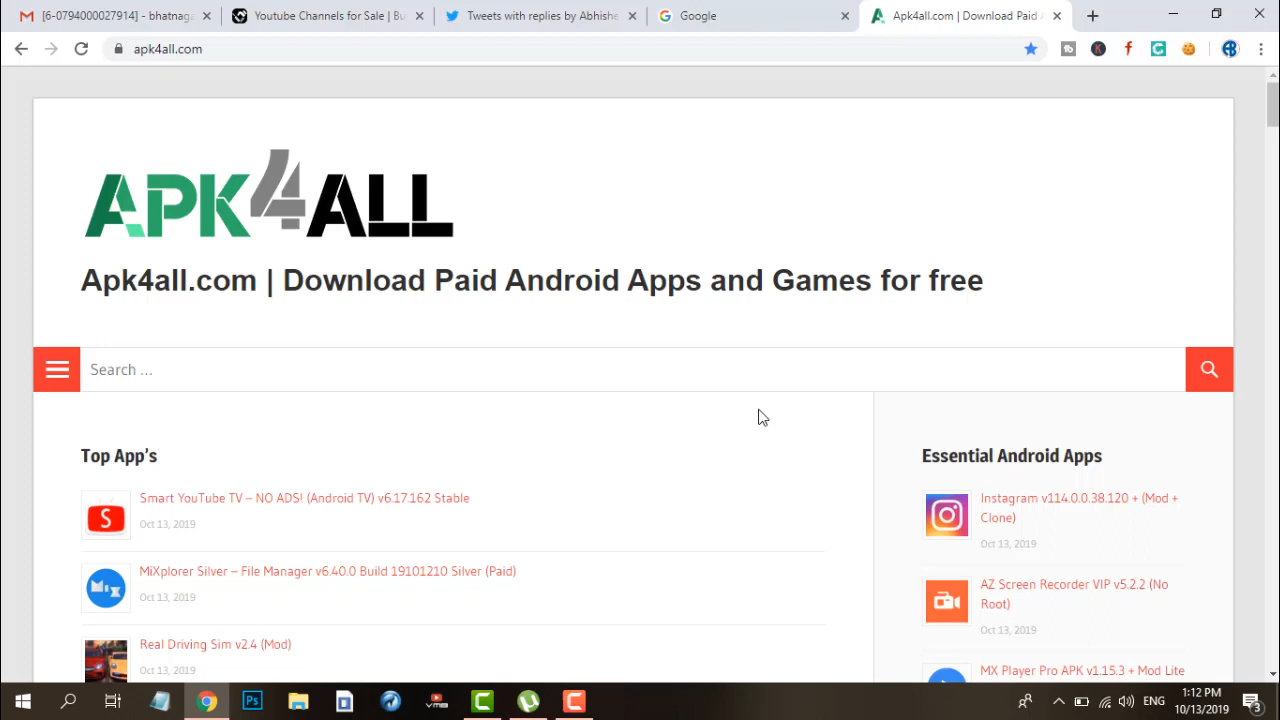 [6-0794000027914] - bhatnaga
Youtube Channels for Sale | 
Tweets with replies by Abhishe
Google
Apk4all.com | Download Paid A
apk4all.com
APK4ALL
Apk4all.com | Download Paid Android Apps and Games for free
Search ...
Top App's
Smart YouTube TV – NO ADS! (Android TV) v6.17.162 Stable
Oct 13, 2019
MiXplorer Silver – File Manager v6.40.0 Build 19101210 Silver (Paid)
Oct 13, 2019
Real Driving Sim v2.4 (Mod)
Oct 13, 2019
Essential Android Apps
Instagram v114.0.0.38.120 + (Mod +
Clone)
Oct 13, 2019
AZ Screen Recorder VIP v5.2.2 (No
Root)
Oct 13, 2019
MX Player Pro APK v1.15.3 + Mod Lite
ENG
1:12 PM
10/13/2019
3